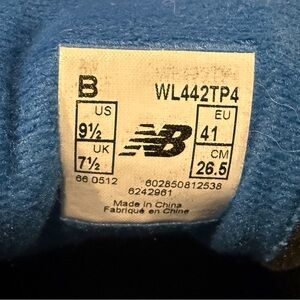 B WL442TP4
US EU
9½ 41
UK CM
7½ 26.5
NB
66 0512 602850812538
6242961
Made in China
Fabriqué en Chine